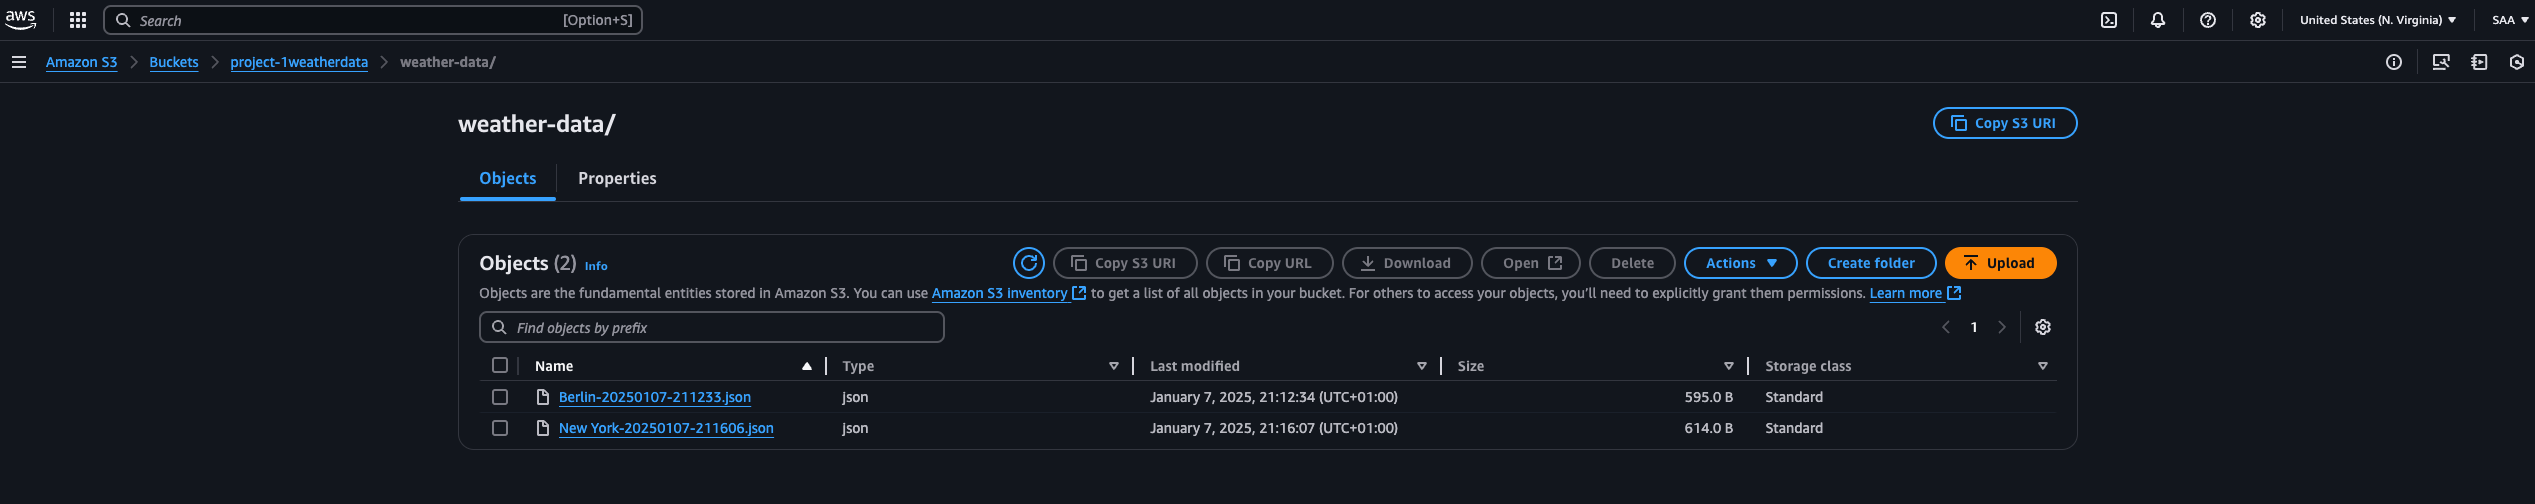 aws Search [Option+S] United States (N. Virginia) SAA
Amazon S3 Buckets project-1weatherdata weather-data/
weather-data/ Copy S3 URI
Objects Properties
Objects (2) Info Copy S3 URI Copy URL Download Open Delete Actions Create folder Upload
Objects are the fundamental entities stored in Amazon S3. You can use Amazon S3 inventory to get a list of all objects in your bucket. For others to access your objects, you'll need to explicitly grant them permissions. Learn more
Find objects by prefix 1
Name Type Last modified Size Storage class
Berlin-20250107-211233.json json January 7, 2025, 21:12:34 (UTC+01:00) 595.0 B Standard
New York-20250107-211606.json json January 7, 2025, 21:16:07 (UTC+01:00) 614.0 B Standard